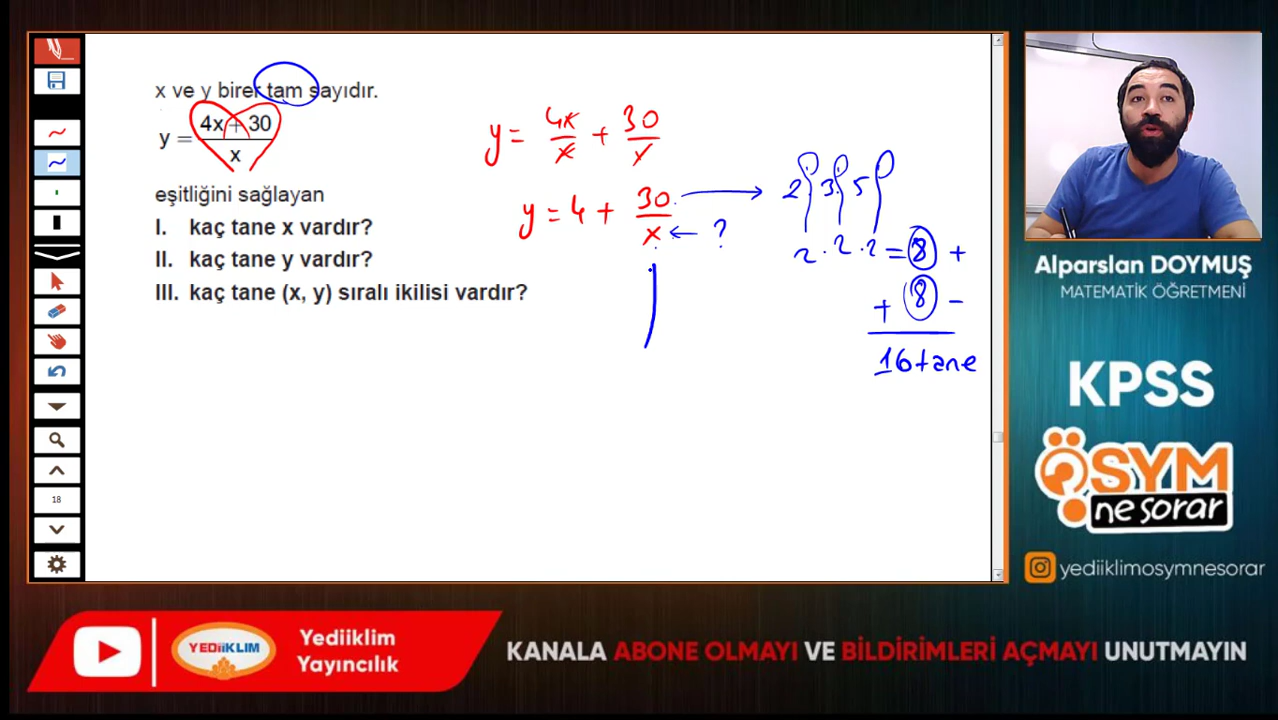 x ve y birer tam sayıdır.
y = 4x + 30 / x
eşitliğini sağlayan
I. kaç tane x vardır?
II. kaç tane y vardır?
III. kaç tane (x, y) sıralı ikilisi vardır?
y = 4x/x + 30/x
y = 4 + 30/x
?
2 3 5
2 . 2 . 2 = 8 +
+ 8 -
16 tane
18
Alparslan DOYMUŞ
MATEMATİK ÖĞRETMENİ
KPSS
ÖSYM
ne sorar
yediiklimosymnesorar
YEDİİKLİM
Yediiklim
Yayıncılık
KANALA ABONE OLMAYI VE BİLDİRİMLERİ AÇMAYI UNUTMAYIN